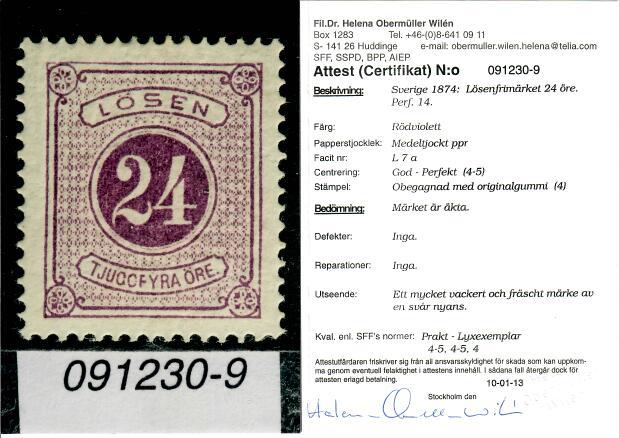 LÖSEN
24
TJUGOFYRA ÖRE.
091230-9
Fil.Dr. Helena Obermüller Wilén
Box 1283 Tel. +46-(0)8-641 09 11
S- 141 26 Huddinge e-mail: obermuller.wilen.helena@telia.com
SFF, SSPD, BPP, AIEP
Attest (Certifikat) N:o 091230-9
Beskrivning: Sverige 1874: Lösenfrimärket 24 öre.
Perf. 14.
Färg: Rödviolett
Papperstjocklek: Medeltjockt ppr
Facit nr: L 7 a
Centrering: God - Perfekt (4-5)
Stämpel: Obegagnad med originalgummi (4)
Bedömning: Märket är äkta.
Defekter: Inga.
Reparationer: Inga.
Utseende: Ett mycket vackert och fräscht märke av
en svår nyans.
Kval. enl. SFF's normer: Prakt - Lyxexemplar
4-5, 4-5, 4
Attestutfärdaren friskriver sig från all ansvarsskyldighet för skada som kan uppkom-
ma genom eventuell felaktighet i attestens innehåll. I sådana fall återgår dock för
attesten erlagd betalning. 10-01-13
Stockholm den
Helena Obermüller Wilén